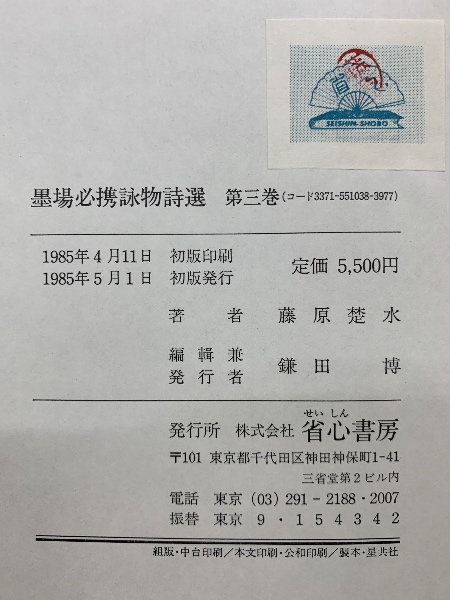 省心
SEISHIN-SHOBO
墨場必携詠物詩選 第三巻(コード3371-551038-3977)
1985年4月11日 初版印刷
1985年5月1日 初版発行
定価 5,500円
著者 藤原楚水
編輯兼
発行者 鎌田博
せいしん
発行所 株式会社 省心書房
〒101 東京都千代田区神田神保町1-41
三省堂第2ビル内
電話 東京(03)291-2188・2007
振替 東京9・154342
組版・中台印刷/本文印刷・公和印刷/製本・星共社